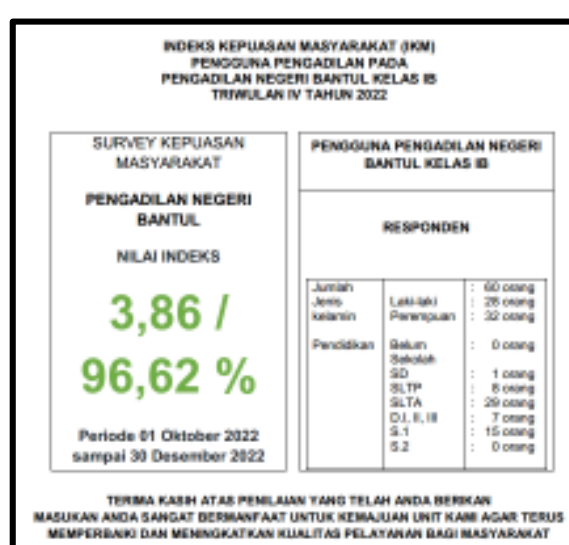 INDEKS KEPUASAN MASYARAKAT (IKM)
PENGGUNA PENGADILAN PADA
PENGADILAN NEGERI BANTUL KELAS IB
TRIWULAN IV TAHUN 2022
SURVEY KEPUASAN
MASYARAKAT
PENGADILAN NEGERI
BANTUL
NILAI INDEKS
3,86 /
96,62 %
Periode 01 Oktober 2022
sampai 30 Desember 2022
PENGGUNA PENGADILAN NEGERI
BANTUL KELAS IB
RESPONDEN
Jumlah : 60 orang
Jenis Laki-laki : 28 orang
kelamin Perempuan : 32 orang
Pendidikan Belum : 0 orang
Sekolah
SD : 1 orang
SLTP : 8 orang
SLTA : 29 orang
D.I, II, III : 7 orang
S.1 : 15 orang
S.2 : 0 orang
TERIMA KASIH ATAS PENILAIAN YANG TELAH ANDA BERIKAN
MASUKAN ANDA SANGAT BERMANFAAT UNTUK KEMAJUAN UNIT KAMI AGAR TERUS
MEMPERBAIKI DAN MENINGKATKAN KUALITAS PELAYANAN BAGI MASYARAKAT